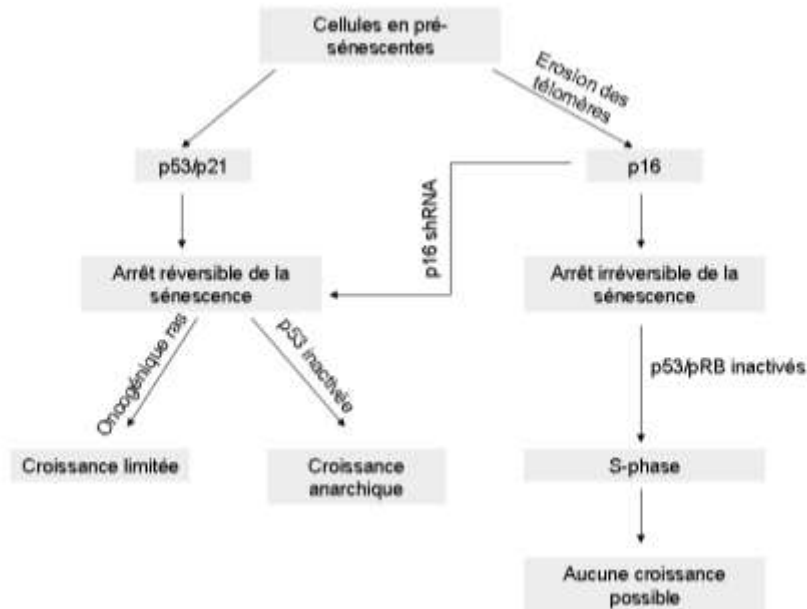 Cellules en pré-
sénescentes
Erosion des
télomères
p53/p21
p16
p16 shRNA
Arrêt réversible de la
sénescence
Arrêt irréversible de la
sénescence
Oncogénique ras
p53 inactivée
p53/pRB inactivés
Croissance limitée
Croissance
anarchique
S-phase
Aucune croissance
possible